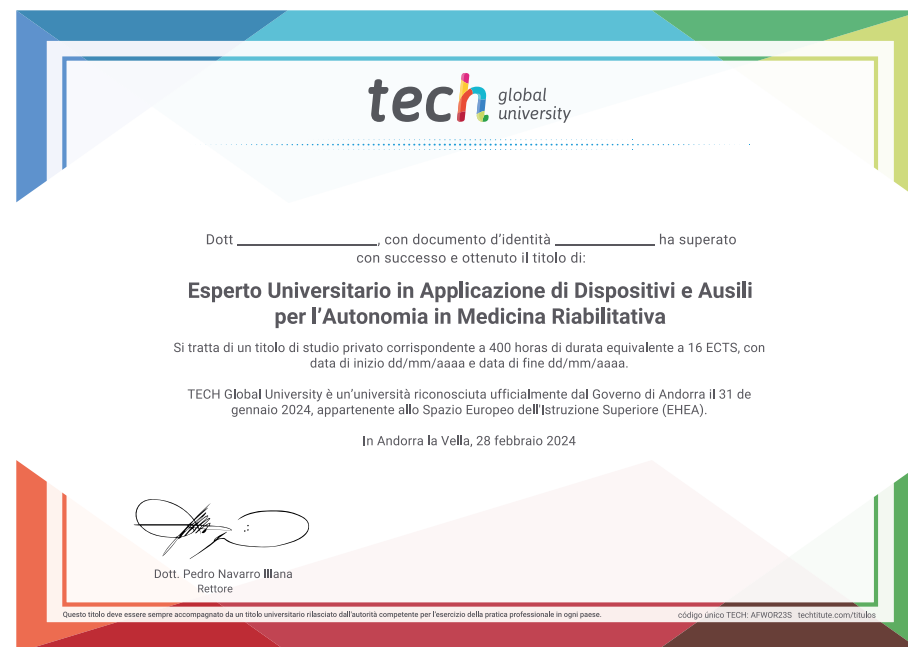 tech global university
Dott ________________, con documento d'identità ______________ ha superato
con successo e ottenuto il titolo di:
Esperto Universitario in Applicazione di Dispositivi e Ausili
per l'Autonomia in Medicina Riabilitativa
Si tratta di un titolo di studio privato corrispondente a 400 horas di durata equivalente a 16 ECTS, con
data di inizio dd/mm/aaaa e data di fine dd/mm/aaaa.
TECH Global University è un'università riconosciuta ufficialmente dal Governo di Andorra il 31 de
gennaio 2024, appartenente allo Spazio Europeo dell'Istruzione Superiore (EHEA).
In Andorra la Vella, 28 febbraio 2024
Dott. Pedro Navarro Illana
Rettore
Questo titolo deve essere sempre accompagnato da un titolo universitario rilasciato dall'autorità competente per l'esercizio della pratica professionale in ogni paese.
código único TECH: AFWOR23S techtitute.com/titulos